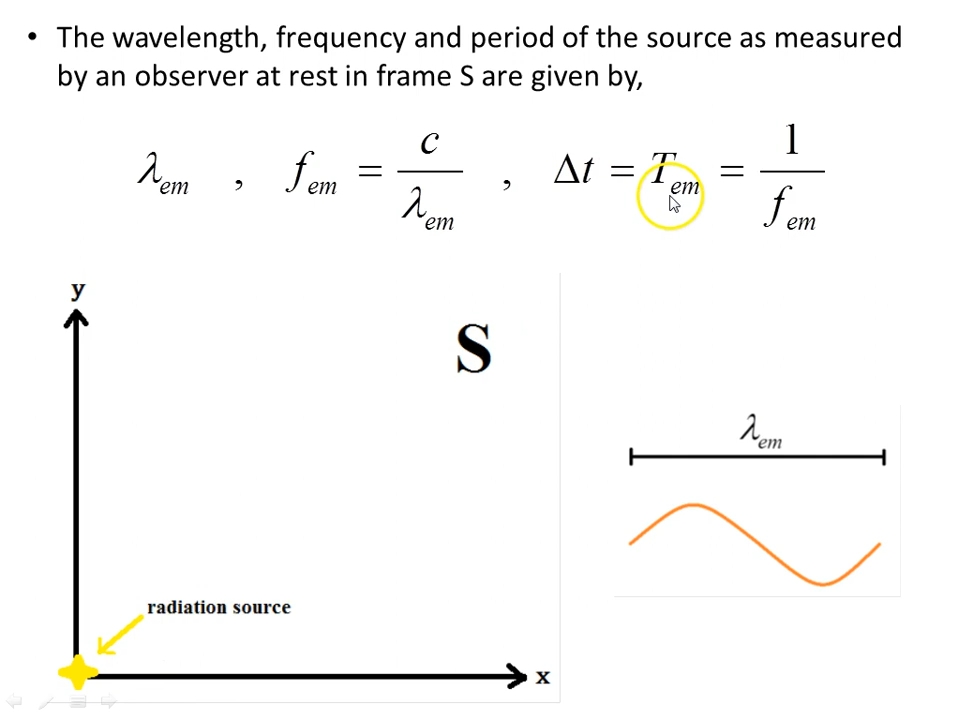 • The wavelength, frequency and period of the source as measured
by an observer at rest in frame S are given by,
λ_em , f_em = c / λ_em , Δt = T_em = 1 / f_em
y
S
λ_em
radiation source
x